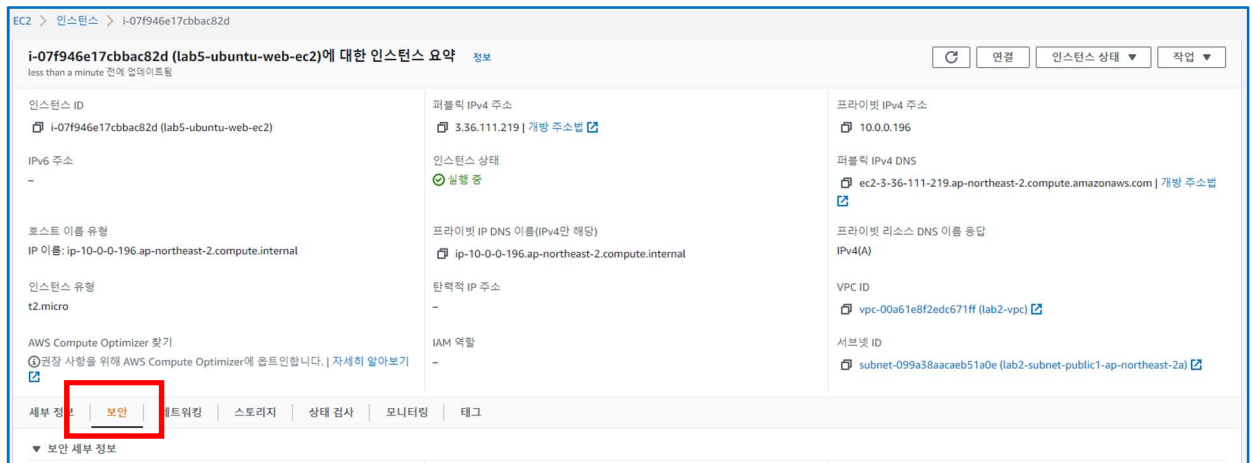 EC2 > 인스턴스 > i-07f946e17cbbac82d
i-07f946e17cbbac82d (lab5-ubuntu-web-ec2)에 대한 인스턴스 요약 정보
less than a minute 전에 업데이트됨
연결
인스턴스 상태 ▼
작업 ▼
인스턴스 ID
i-07f946e17cbbac82d (lab5-ubuntu-web-ec2)
퍼블릭 IPv4 주소
3.36.111.219 | 개방 주소법
프라이빗 IPv4 주소
10.0.0.196
IPv6 주소
–
인스턴스 상태
실행 중
퍼블릭 IPv4 DNS
ec2-3-36-111-219.ap-northeast-2.compute.amazonaws.com | 개방 주소법
호스트 이름 유형
IP 이름: ip-10-0-0-196.ap-northeast-2.compute.internal
프라이빗 IP DNS 이름(IPv4만 해당)
ip-10-0-0-196.ap-northeast-2.compute.internal
프라이빗 리소스 DNS 이름 응답
IPv4(A)
인스턴스 유형
t2.micro
탄력적 IP 주소
–
VPC ID
vpc-00a61e8f2edc671ff (lab2-vpc)
AWS Compute Optimizer 찾기
권장 사항을 위해 AWS Compute Optimizer에 옵트인합니다. | 자세히 알아보기
IAM 역할
–
서브넷 ID
subnet-099a38aacaeb51a0e (lab2-subnet-public1-ap-northeast-2a)
세부 정보 보안 네트워킹 스토리지 상태 검사 모니터링 태그
▼ 보안 세부 정보